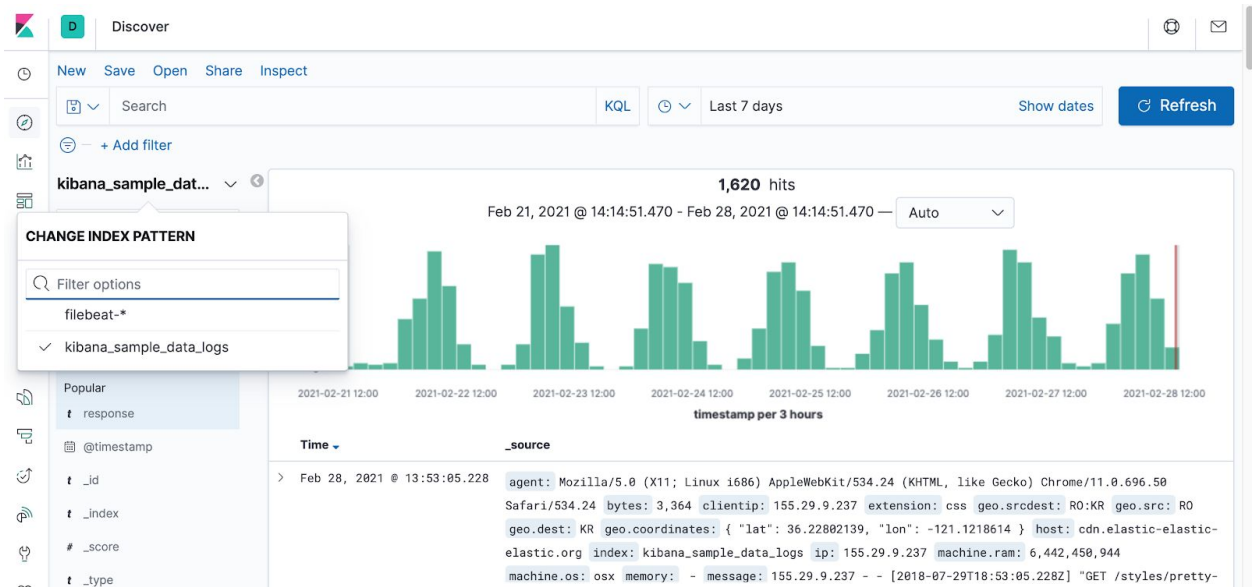 D Discover
New Save Open Share Inspect
Search KQL Last 7 days Show dates Refresh
+ Add filter
kibana_sample_dat...
1,620 hits
Feb 21, 2021 @ 14:14:51.470 - Feb 28, 2021 @ 14:14:51.470 — Auto
CHANGE INDEX PATTERN
Filter options
filebeat-*
kibana_sample_data_logs
Popular
t response
@timestamp
t _id
t _index
# _score
t _type
2021-02-21 12:00 2021-02-22 12:00 2021-02-23 12:00 2021-02-24 12:00 2021-02-25 12:00 2021-02-26 12:00 2021-02-27 12:00 2021-02-28 12:00
timestamp per 3 hours
Time _source
Feb 28, 2021 @ 13:53:05.228 agent: Mozilla/5.0 (X11; Linux i686) AppleWebKit/534.24 (KHTML, like Gecko) Chrome/11.0.696.50
Safari/534.24 bytes: 3,364 clientip: 155.29.9.237 extension: css geo.srcdest: RO:KR geo.src: RO
geo.dest: KR geo.coordinates: { "lat": 36.22802139, "lon": -121.1218614 } host: cdn.elastic-elastic-
elastic.org index: kibana_sample_data_logs ip: 155.29.9.237 machine.ram: 6,442,450,944
machine.os: osx memory: - message: 155.29.9.237 - - [2018-07-29T18:53:05.228Z] "GET /styles/pretty-